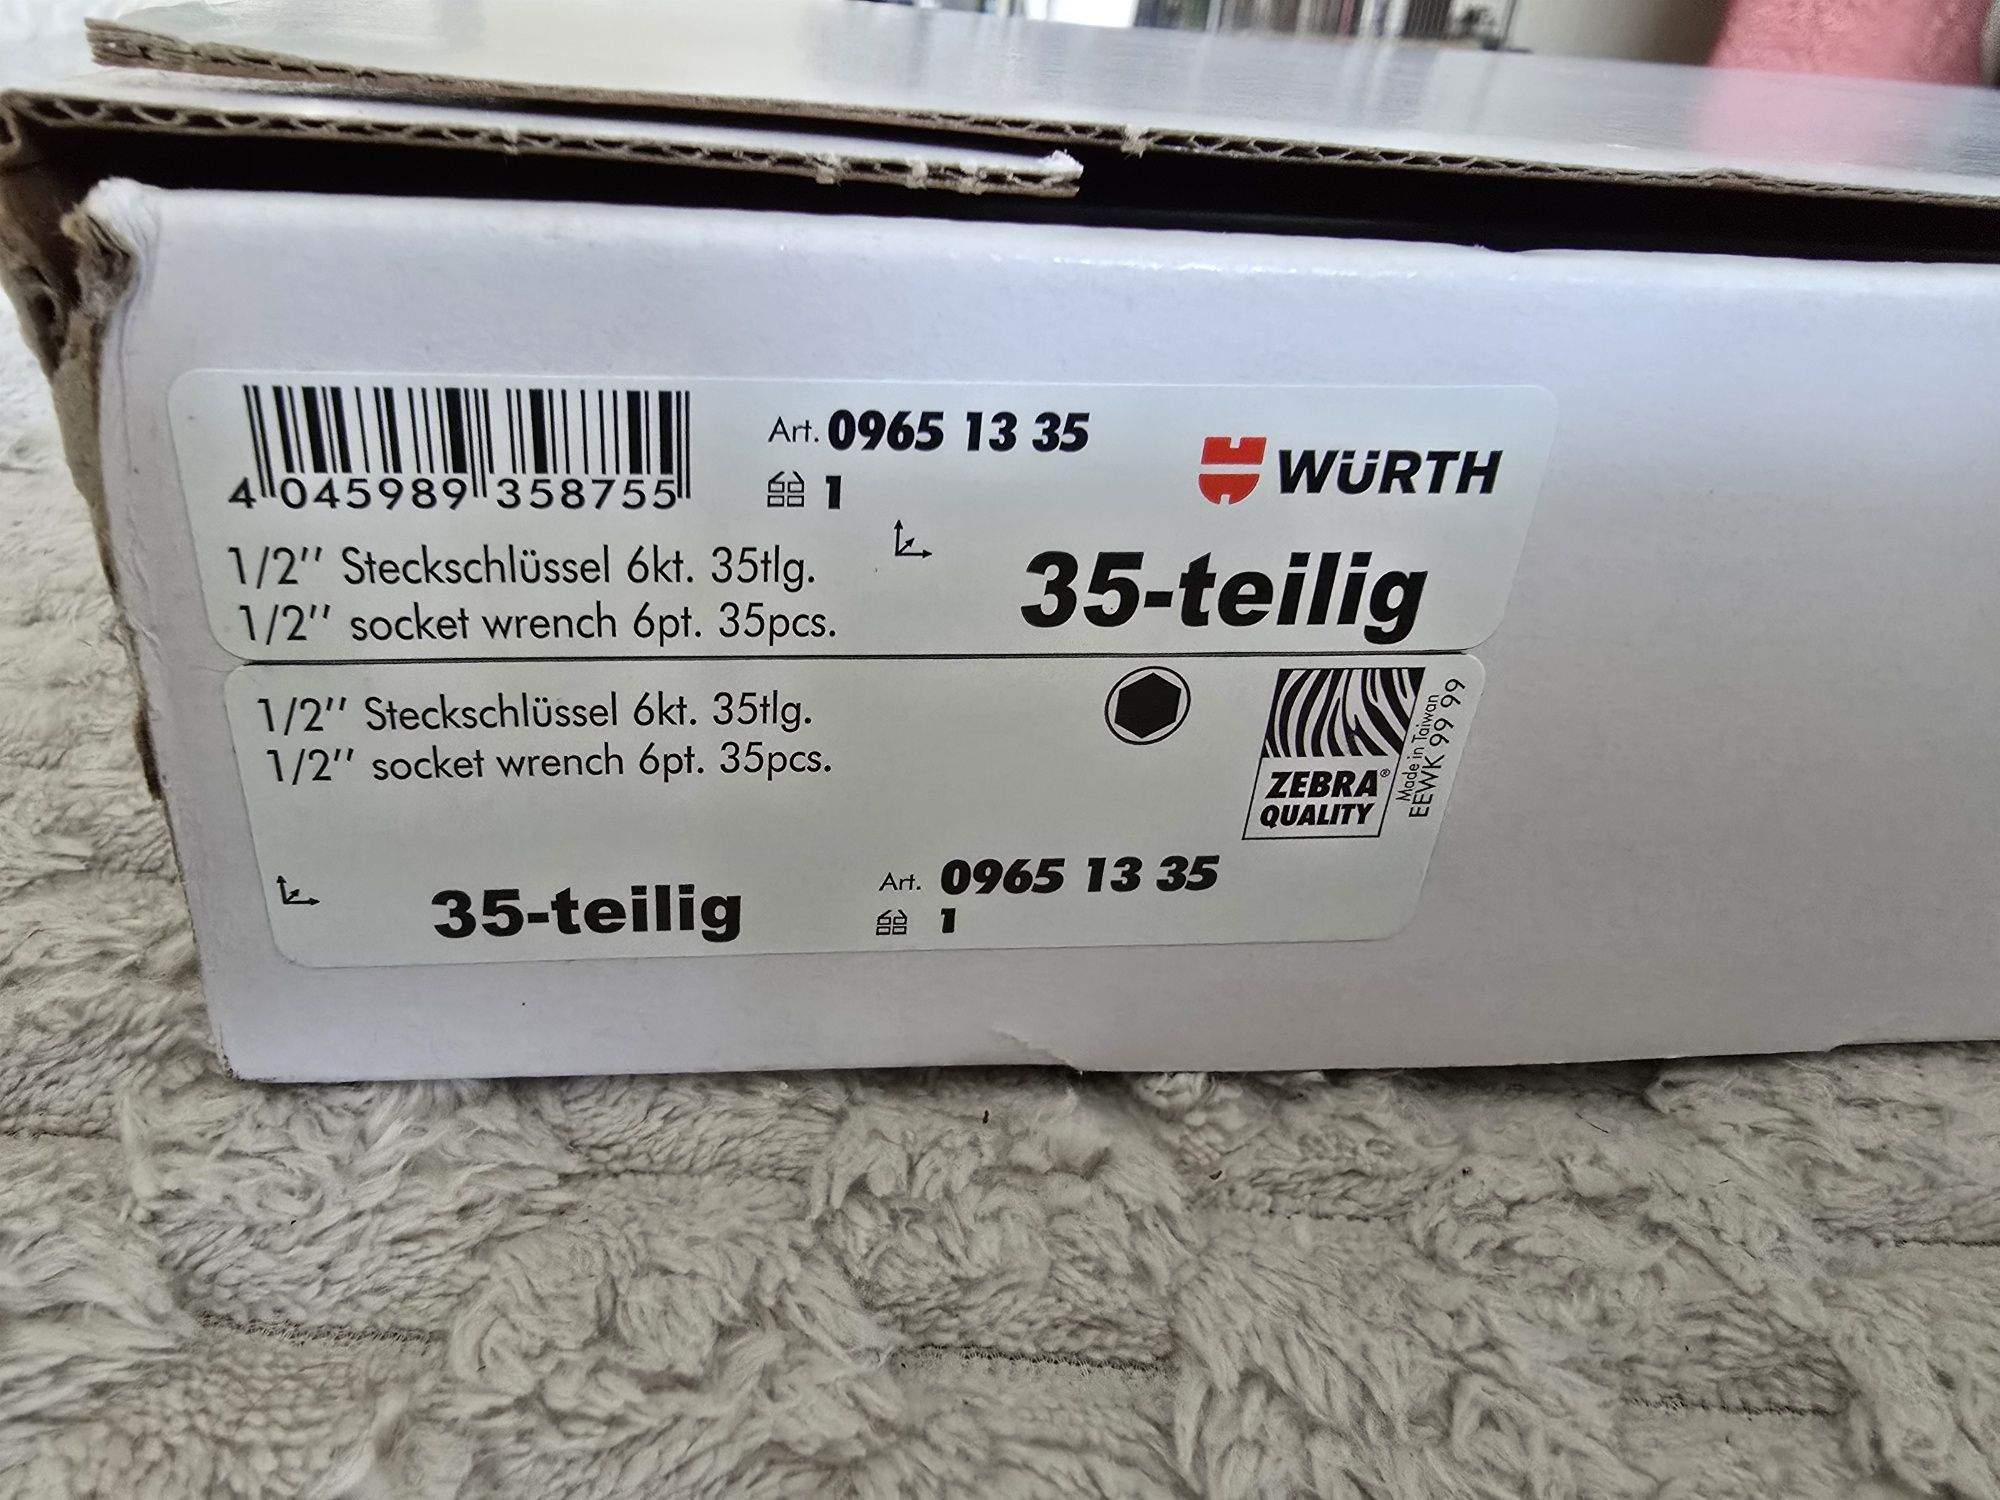 4 045989 358755
Art. 0965 13 35
1
WÜRTH
1/2'' Steckschlüssel 6kt. 35tlg.
1/2'' socket wrench 6pt. 35pcs.
35-teilig
1/2'' Steckschlüssel 6kt. 35tlg.
1/2'' socket wrench 6pt. 35pcs.
ZEBRA®
QUALITY
Made in Taiwan
EEWK 99 99
35-teilig
Art. 0965 13 35
1